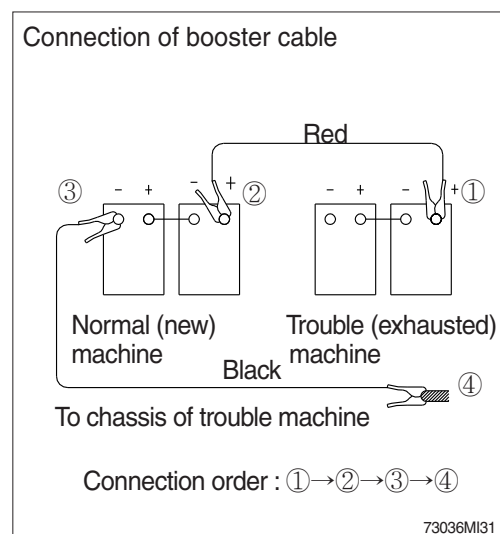 Connection of booster cable
Red
③ - + - + ② - + - + ①
Normal (new)
machine
Trouble (exhausted)
machine
Black
④
To chassis of trouble machine
Connection order : ①→②→③→④
73036MI31